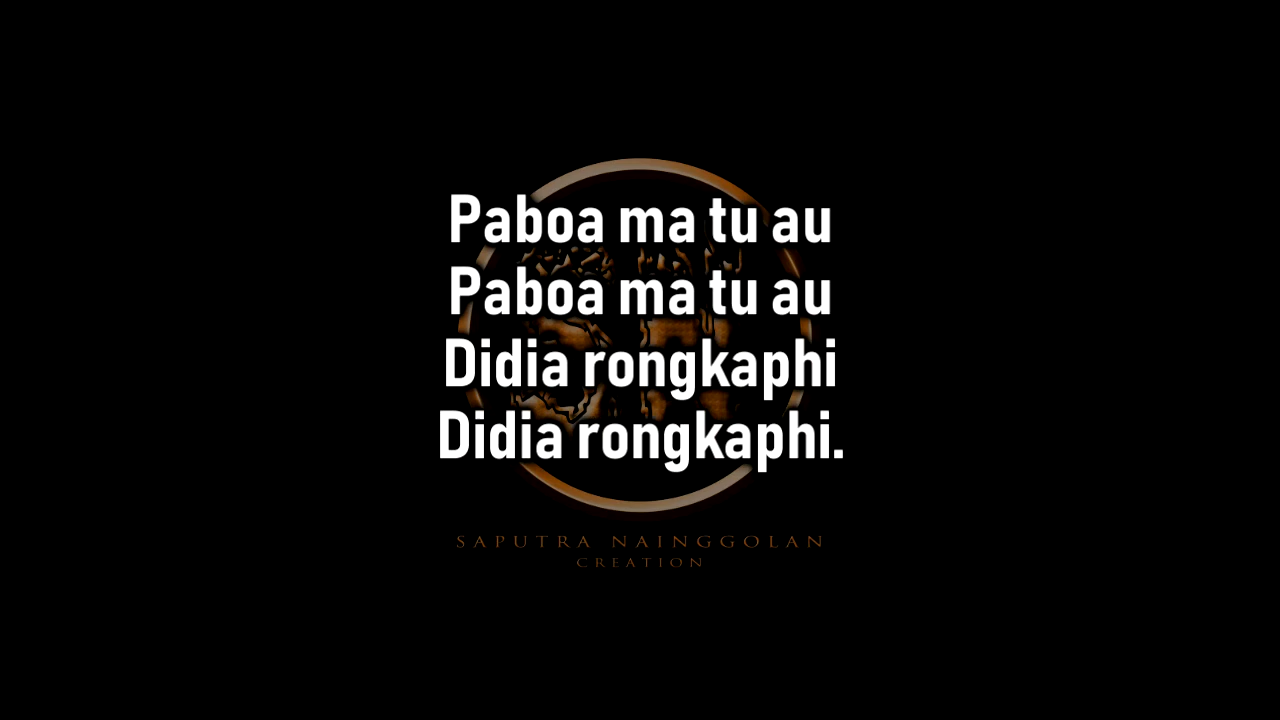 Paboa ma tu au
Paboa ma tu au
Didia rongkaphi
Didia rongkaphi.
SAPUTRA NAINGGOLAN
CREATION